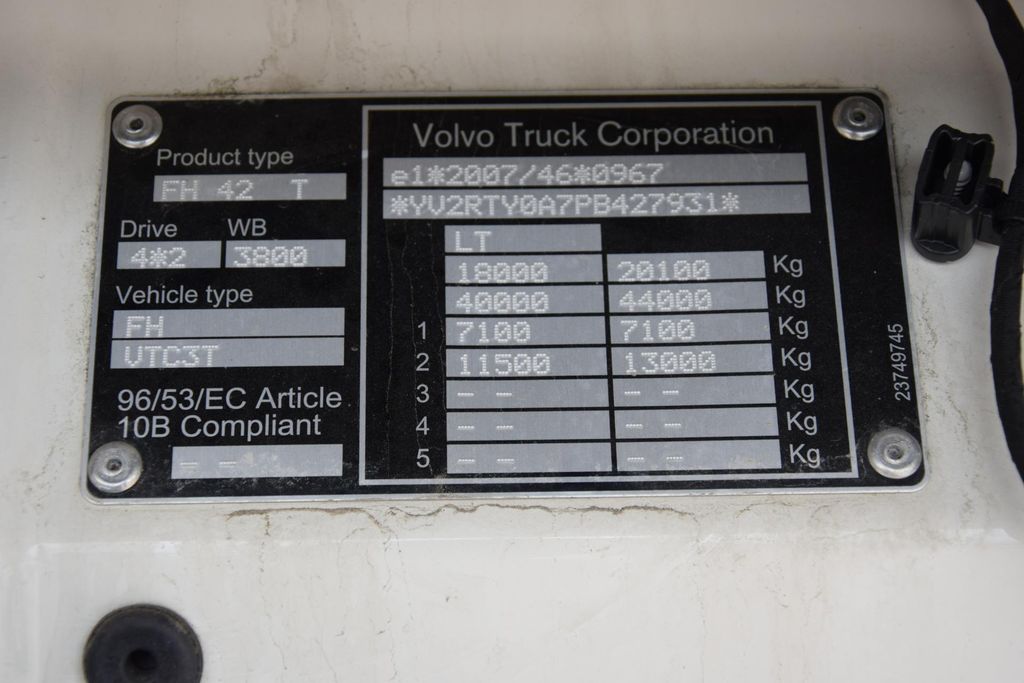 Product type
FH 42 T
Drive WB
4*2 3800
Vehicle type
FH
VTC3T
96/53/EC Article
10B Compliant
-- --
Volvo Truck Corporation
e1*2007/46*0967
*YV2RTY0A7PB427931*
LT
18000 20100 Kg
40000 44000 Kg
1 7100 7100 Kg
2 11500 13000 Kg
3 -- -- -- -- Kg
4 -- -- -- -- Kg
5 -- -- -- -- Kg
23749745